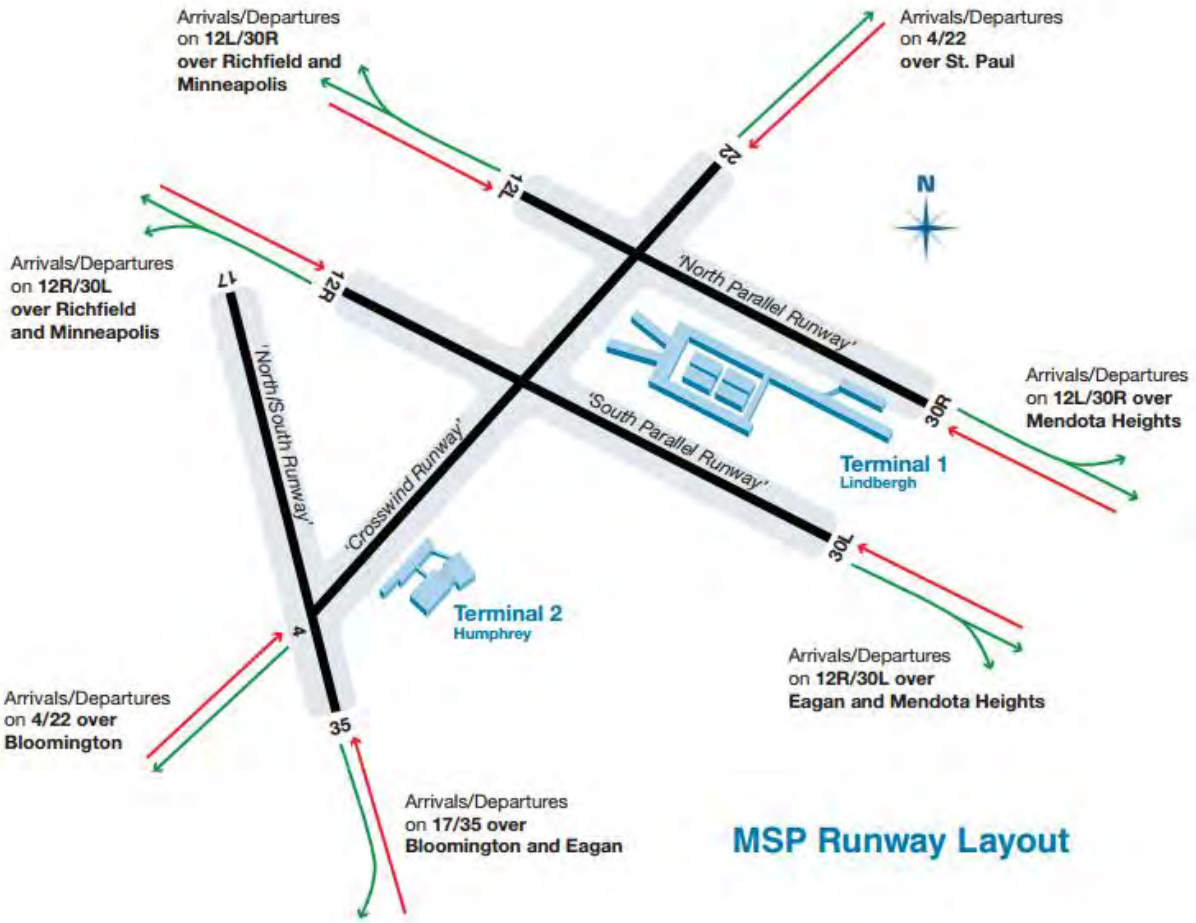 Arrivals/Departures
on 12L/30R
over Richfield and
Minneapolis
Arrivals/Departures
on 4/22
over St. Paul
22
12L
N
Arrivals/Departures
on 12R/30L
over Richfield
and Minneapolis
17
12R
'North Parallel Runway'
'North/South Runway'
'Crosswind Runway'
'South Parallel Runway'
30R
Arrivals/Departures
on 12L/30R over
Mendota Heights
Terminal 1
Lindbergh
30L
Terminal 2
Humphrey
4
Arrivals/Departures
on 12R/30L over
Eagan and Mendota Heights
Arrivals/Departures
on 4/22 over
Bloomington
35
Arrivals/Departures
on 17/35 over
Bloomington and Eagan
MSP Runway Layout